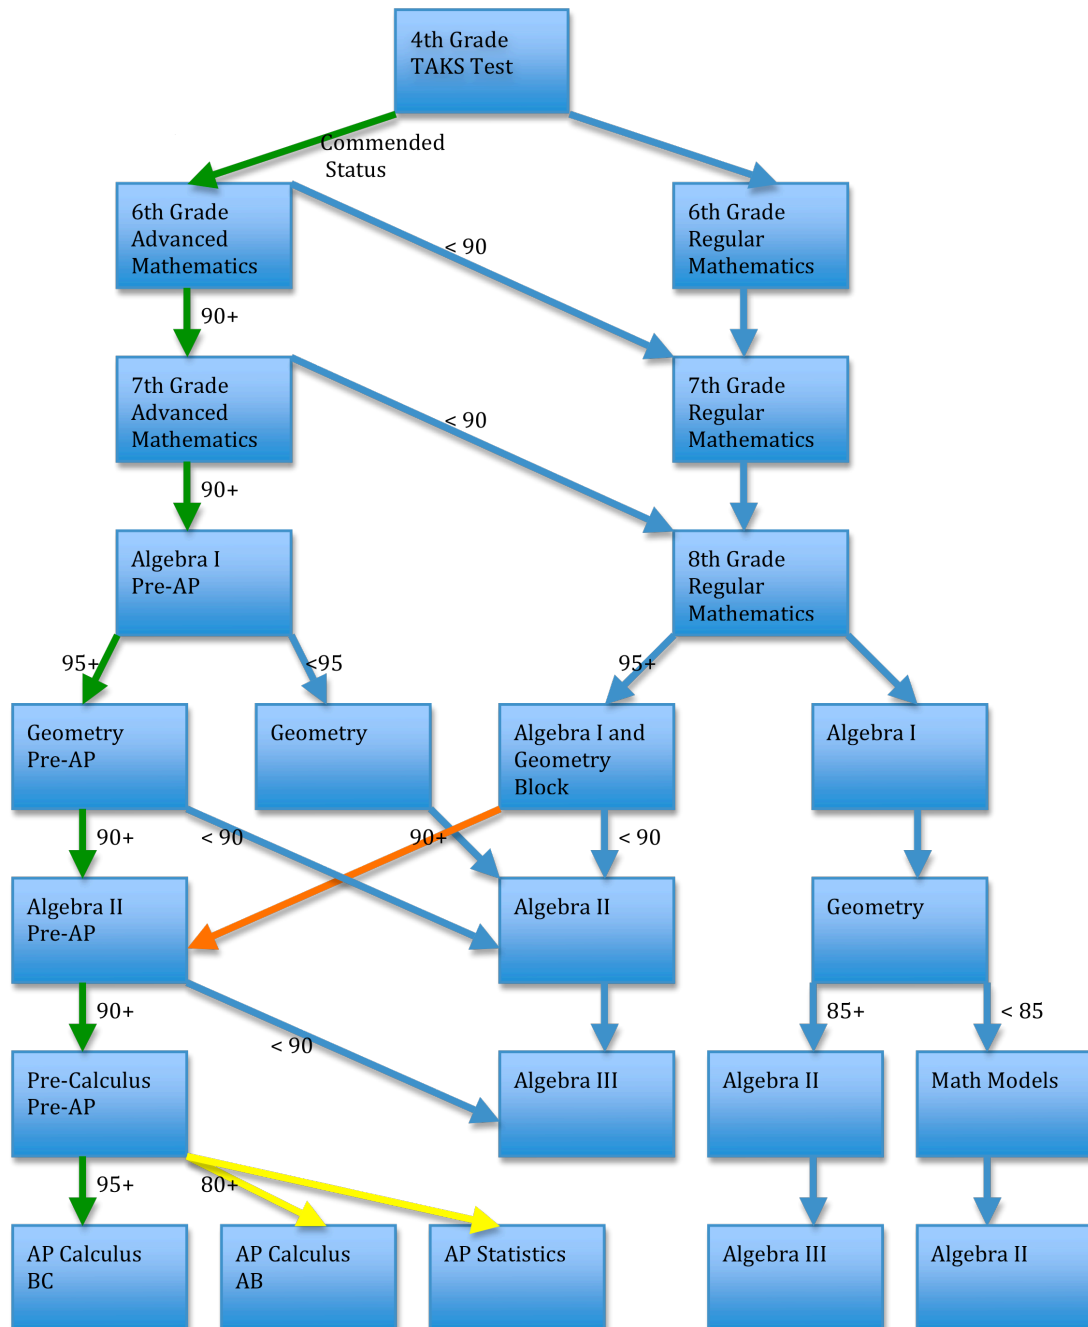 4th Grade
TAKS Test
Commended
Status
6th Grade
Advanced
Mathematics
< 90
6th Grade
Regular
Mathematics
90+
7th Grade
Advanced
Mathematics
< 90
7th Grade
Regular
Mathematics
90+
Algebra I
Pre-AP
8th Grade
Regular
Mathematics
95+
<95
95+
Geometry
Pre-AP
Geometry
Algebra I and
Geometry
Block
Algebra I
90+
< 90
90+
< 90
Algebra II
Pre-AP
Algebra II
Geometry
90+
< 90
85+
< 85
Pre-Calculus
Pre-AP
Algebra III
Algebra II
Math Models
95+
80+
AP Calculus
BC
AP Calculus
AB
AP Statistics
Algebra III
Algebra II